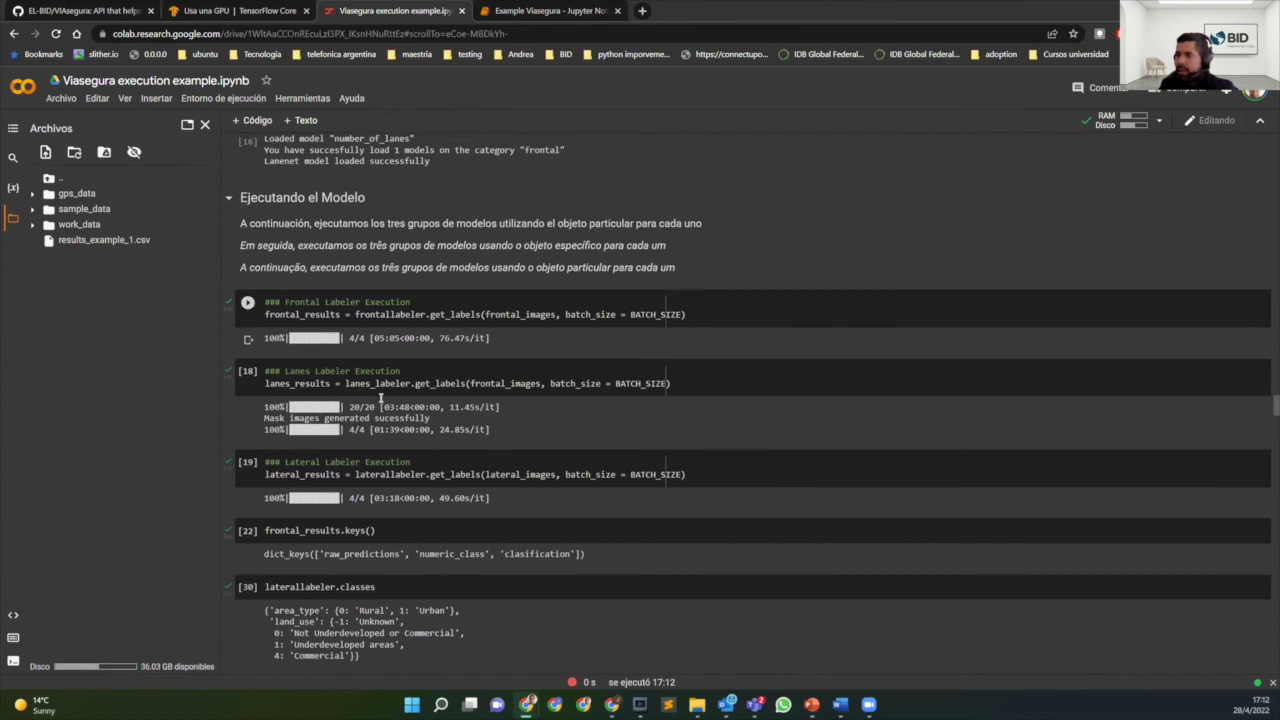 EL-BID/VIAsegura: API that help
Usa una GPU | TensorFlow Core
Viasegura execution example.ipy
Example Viasegura - Jupyter Not
colab.research.google.com
Bookmarks slither.io 0.0.0.0 ubuntu Tecnologia telefonica argentina maestria testing Andrea BID python imporveme... https://connectupo... IDB Global Federal... IDB Global Federal... adoption Cursos universidad
BID
Viasegura execution example.ipynb
Archivo Editar Ver Insertar Entorno de ejecución Herramientas Ayuda
+ Código + Texto
RAM
Disco
Editando
Archivos
..
gps_data
sample_data
work_data
results_example_1.csv
[16] Loaded model "number_of_lanes"
You have succesfully load 1 models on the category "frontal"
Lanenet model loaded successfully
Ejecutando el Modelo
A continuación, ejecutamos los tres grupos de modelos utilizando el objeto particular para cada uno
Em seguida, executamos os três grupos de modelos usando o objeto específico para cada um
A continuação, executamos os três grupos de modelos usando o objeto particular para cada um
### Frontal Labeler Execution
frontal_results = frontallabeler.get_labels(frontal_images, batch_size = BATCH_SIZE)
100%| 4/4 [05:05<00:00, 76.47s/it]
[18] ### Lanes Labeler Execution
lanes_results = lanes_labeler.get_labels(frontal_images, batch_size = BATCH_SIZE)
100%| 20/20 [03:48<00:00, 11.45s/it]
Mask images generated sucessfully
100%| 4/4 [01:39<00:00, 24.85s/it]
[19] ### Lateral Labeler Execution
lateral_results = laterallabeler.get_labels(lateral_images, batch_size = BATCH_SIZE)
100%| 4/4 [03:18<00:00, 49.60s/it]
[22] frontal_results.keys()
dict_keys(['raw_predictions', 'numeric_class', 'clasification'])
[30] laterallabeler.classes
{'area_type': {0: 'Rural', 1: 'Urban'},
'land_use': {-1: 'Unknown',
0: 'Not Underdeveloped or Commercial',
1: 'Underdeveloped areas',
4: 'Commercial'}}
Disco 36.03 GB disponibles
0 s se ejecutó 17:12
14°C
Sunny
17:12
28/4/2022